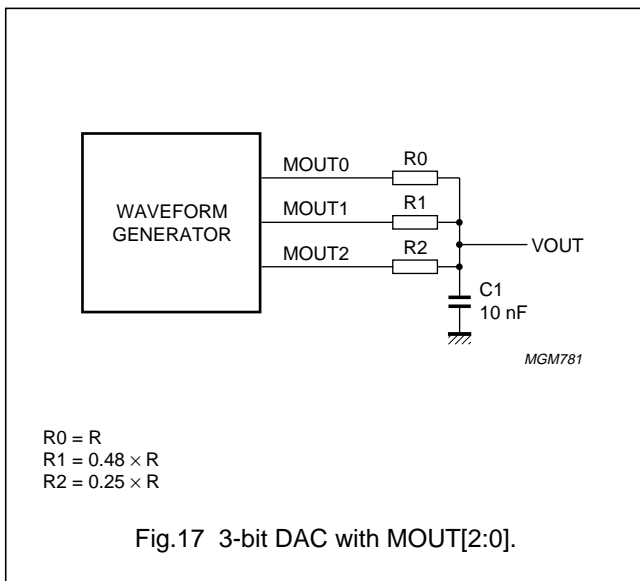 WAVEFORM
GENERATOR
MOUT0
R0
MOUT1
R1
MOUT2
R2
VOUT
C1
10 nF
MGM781
R0 = R
R1 = 0.48 × R
R2 = 0.25 × R
Fig.17 3-bit DAC with MOUT[2:0].